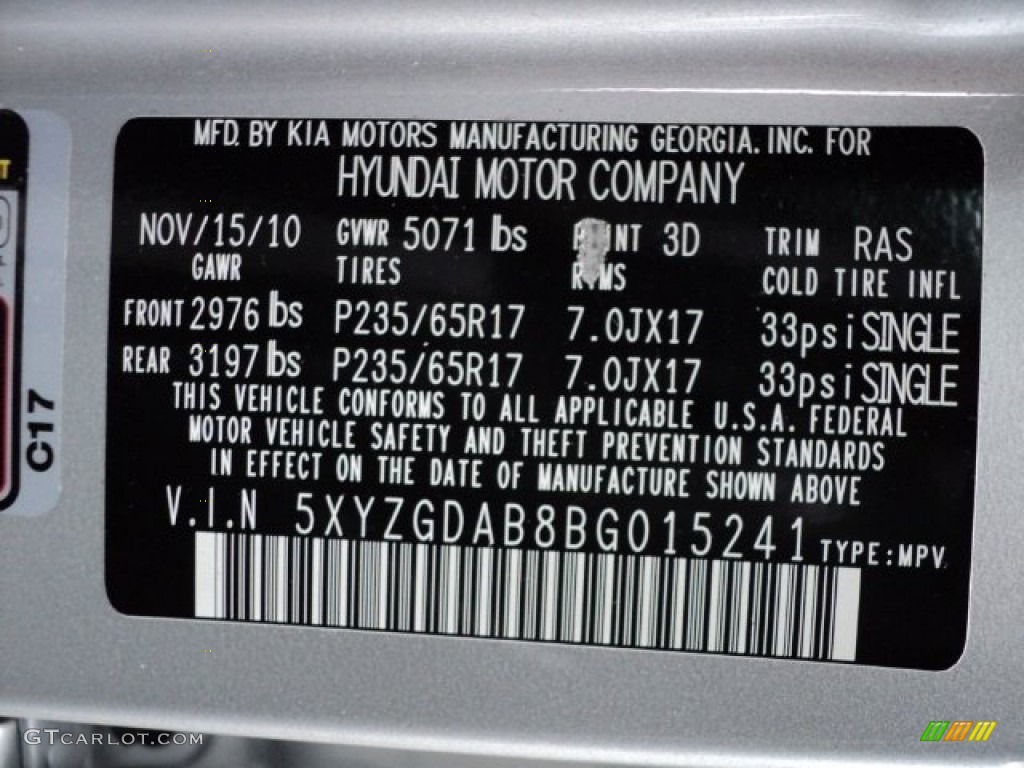 MFD. BY KIA MOTORS MANUFACTURING GEORGIA. INC. FOR
HYUNDAI MOTOR COMPANY
NOV/15/10 GVWR 5071 lbs 3D TRIM RAS
GAWR TIRES COLD TIRE INFL
FRONT 2976 lbs P235/65R17 7.0JX17 33psi SINGLE
REAR 3197 lbs P235/65R17 7.0JX17 33psi SINGLE
THIS VEHICLE CONFORMS TO ALL APPLICABLE U.S.A. FEDERAL
MOTOR VEHICLE SAFETY AND THEFT PREVENTION STANDARDS
IN EFFECT ON THE DATE OF MANUFACTURE SHOWN ABOVE
V.I.N 5XYZGDAB8BG015241 TYPE:MPV
C17
GTCARLOT.COM